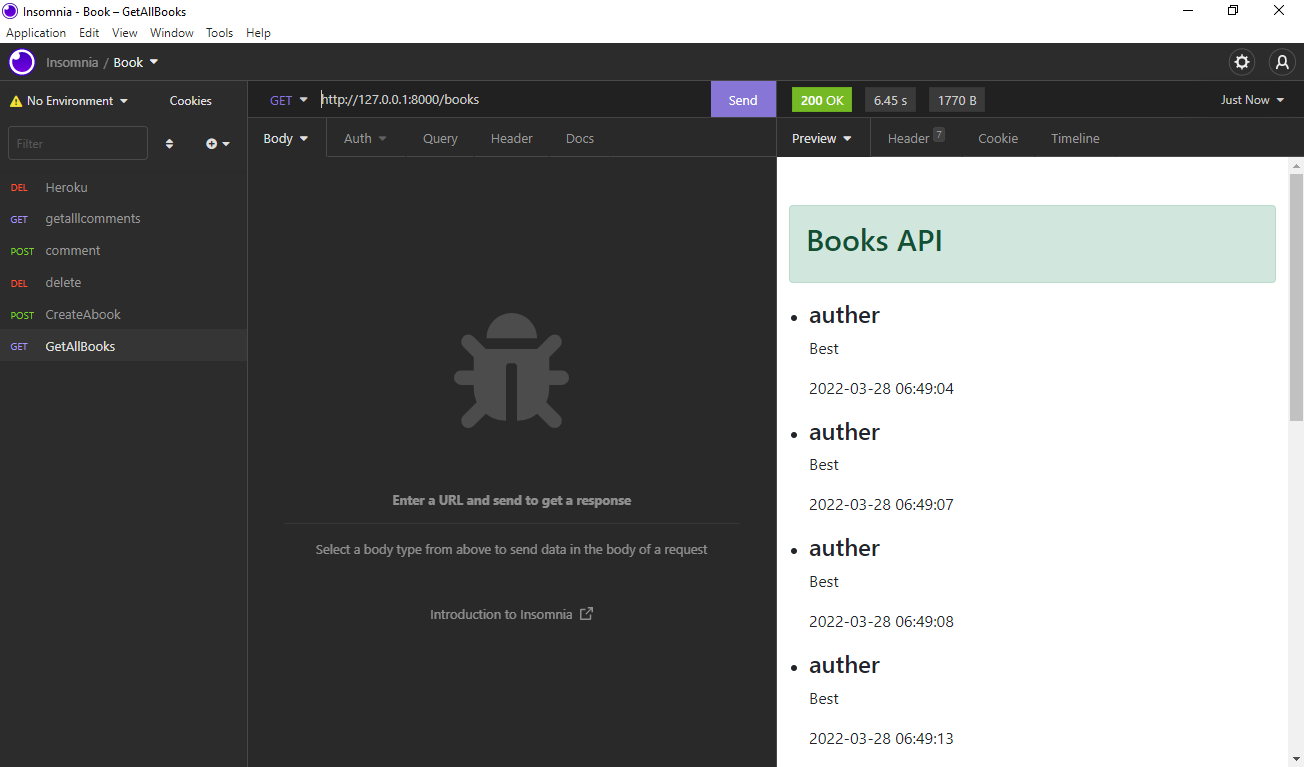 Insomnia - Book – GetAllBooks
Application Edit View Window Tools Help
Insomnia / Book
No Environment Cookies
GET http://127.0.0.1:8000/books Send
200 OK 6.45 s 1770 B Just Now
Filter
Body Auth Query Header Docs
Preview Header 7 Cookie Timeline
DEL Heroku
GET getalllcomments
POST comment
DEL delete
POST CreateAbook
GET GetAllBooks
Enter a URL and send to get a response
Select a body type from above to send data in the body of a request
Introduction to Insomnia
Books API
auther
Best
2022-03-28 06:49:04
auther
Best
2022-03-28 06:49:07
auther
Best
2022-03-28 06:49:08
auther
Best
2022-03-28 06:49:13